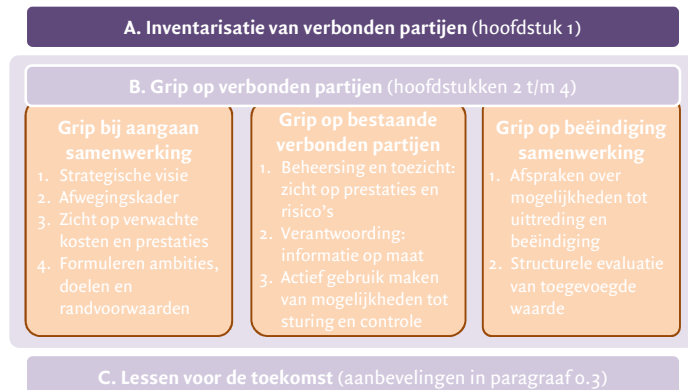 A. Inventarisatie van verbonden partijen (hoofdstuk 1)
B. Grip op verbonden partijen (hoofdstukken 2 t/m 4)
Grip bij aangaan
samenwerking
1. Strategische visie
2. Afwegingskader
3. Zicht op verwachte
kosten en prestaties
4. Formuleren ambities,
doelen en
randvoorwaarden
Grip op bestaande
verbonden partijen
1. Beheersing en toezicht:
zicht op prestaties en
risico's
2. Verantwoording:
informatie op maat
3. Actief gebruik maken
van mogelijkheden tot
sturing en controle
Grip op beëindiging
samenwerking
1. Afspraken over
mogelijkheden tot
uittreding en
beëindiging
2. Structurele evaluatie
van toegevoegde
waarde
C. Lessen voor de toekomst (aanbevelingen in paragraaf 0.3)